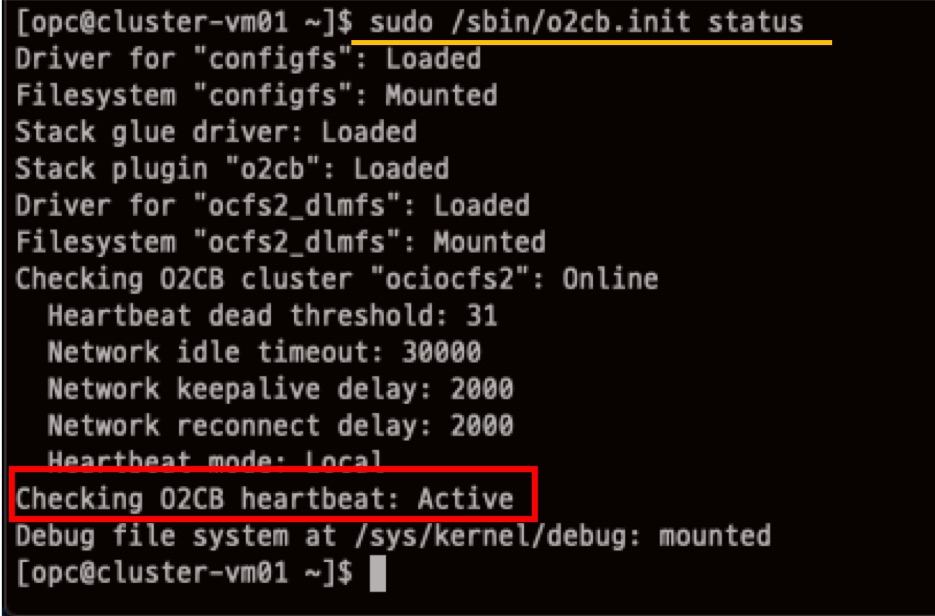 [opc@cluster-vm01 ~]$ sudo /sbin/o2cb.init status
Driver for "configfs": Loaded
Filesystem "configfs": Mounted
Stack glue driver: Loaded
Stack plugin "o2cb": Loaded
Driver for "ocfs2_dlmfs": Loaded
Filesystem "ocfs2_dlmfs": Mounted
Checking O2CB cluster "ociocfs2": Online
  Heartbeat dead threshold: 31
  Network idle timeout: 30000
  Network keepalive delay: 2000
  Network reconnect delay: 2000
  Heartbeat mode: Local
Checking O2CB heartbeat: Active
Debug file system at /sys/kernel/debug: mounted
[opc@cluster-vm01 ~]$